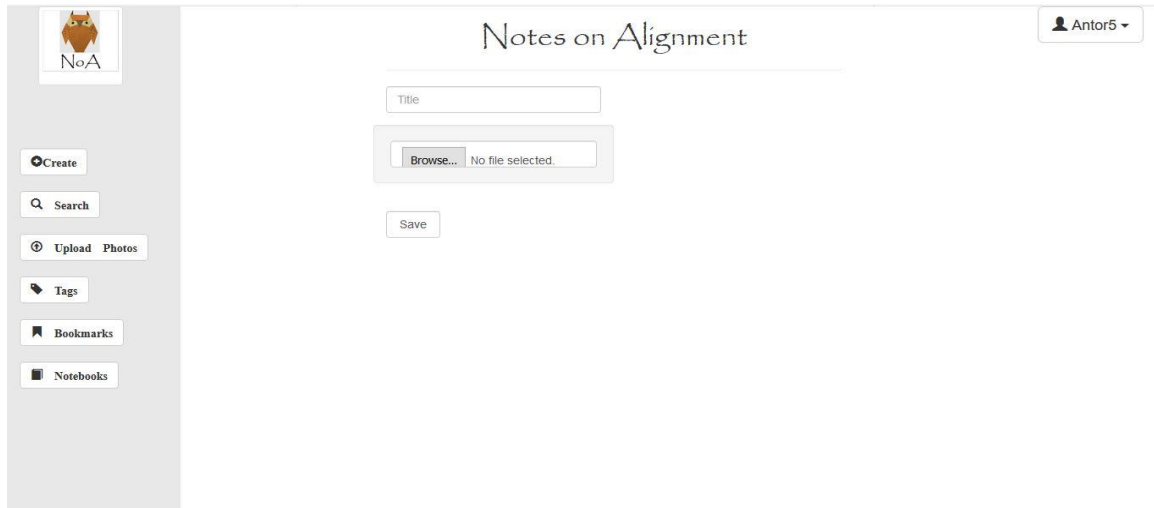 NoA
Notes on Alignment
Antor5
Title
Browse... No file selected.
Save
Create
Search
Upload Photos
Tags
Bookmarks
Notebooks